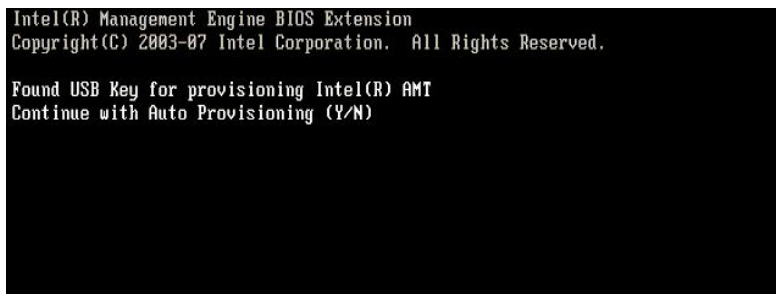 Intel(R) Management Engine BIOS Extension
Copyright(C) 2003-07 Intel Corporation.  All Rights Reserved.
Found USB Key for provisioning Intel(R) AMT
Continue with Auto Provisioning (Y/N)